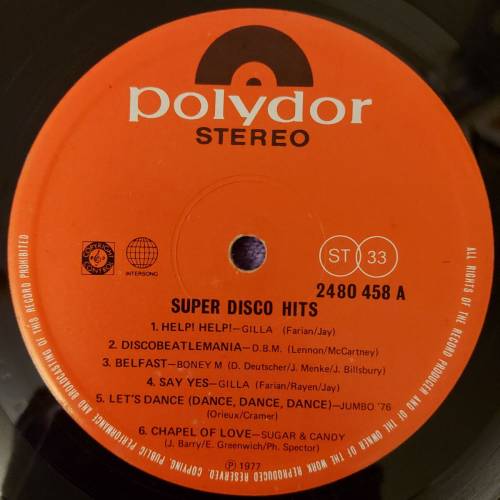 polydor
STEREO
COPYRIGHT
CONTROL
INTERSONG
ST 33
2480 458 A
SUPER DISCO HITS
1. HELP! HELP!—GILLA (Farian/Jay)
2. DISCOBEATLEMANIA—D.B.M. (Lennon/McCartney)
3. BELFAST—BONEY M (D. Deutscher/J. Menke/J. Billsbury)
4. SAY YES—GILLA (Farian/Rayen/Jay)
5. LET'S DANCE (DANCE, DANCE, DANCE)—JUMBO '76
(Orieux/Cramer)
6. CHAPEL OF LOVE—SUGAR & CANDY
(J. Barry/E. Greenwich/Ph. Spector)
℗ 1977
ALL RIGHTS OF THE RECORD PRODUCER AND OF THE OWNER OF THE WORK REPRODUCED RESERVED. COPYING, PUBLIC PERFORMANCE AND BROADCASTING OF THIS RECORD PROHIBITED